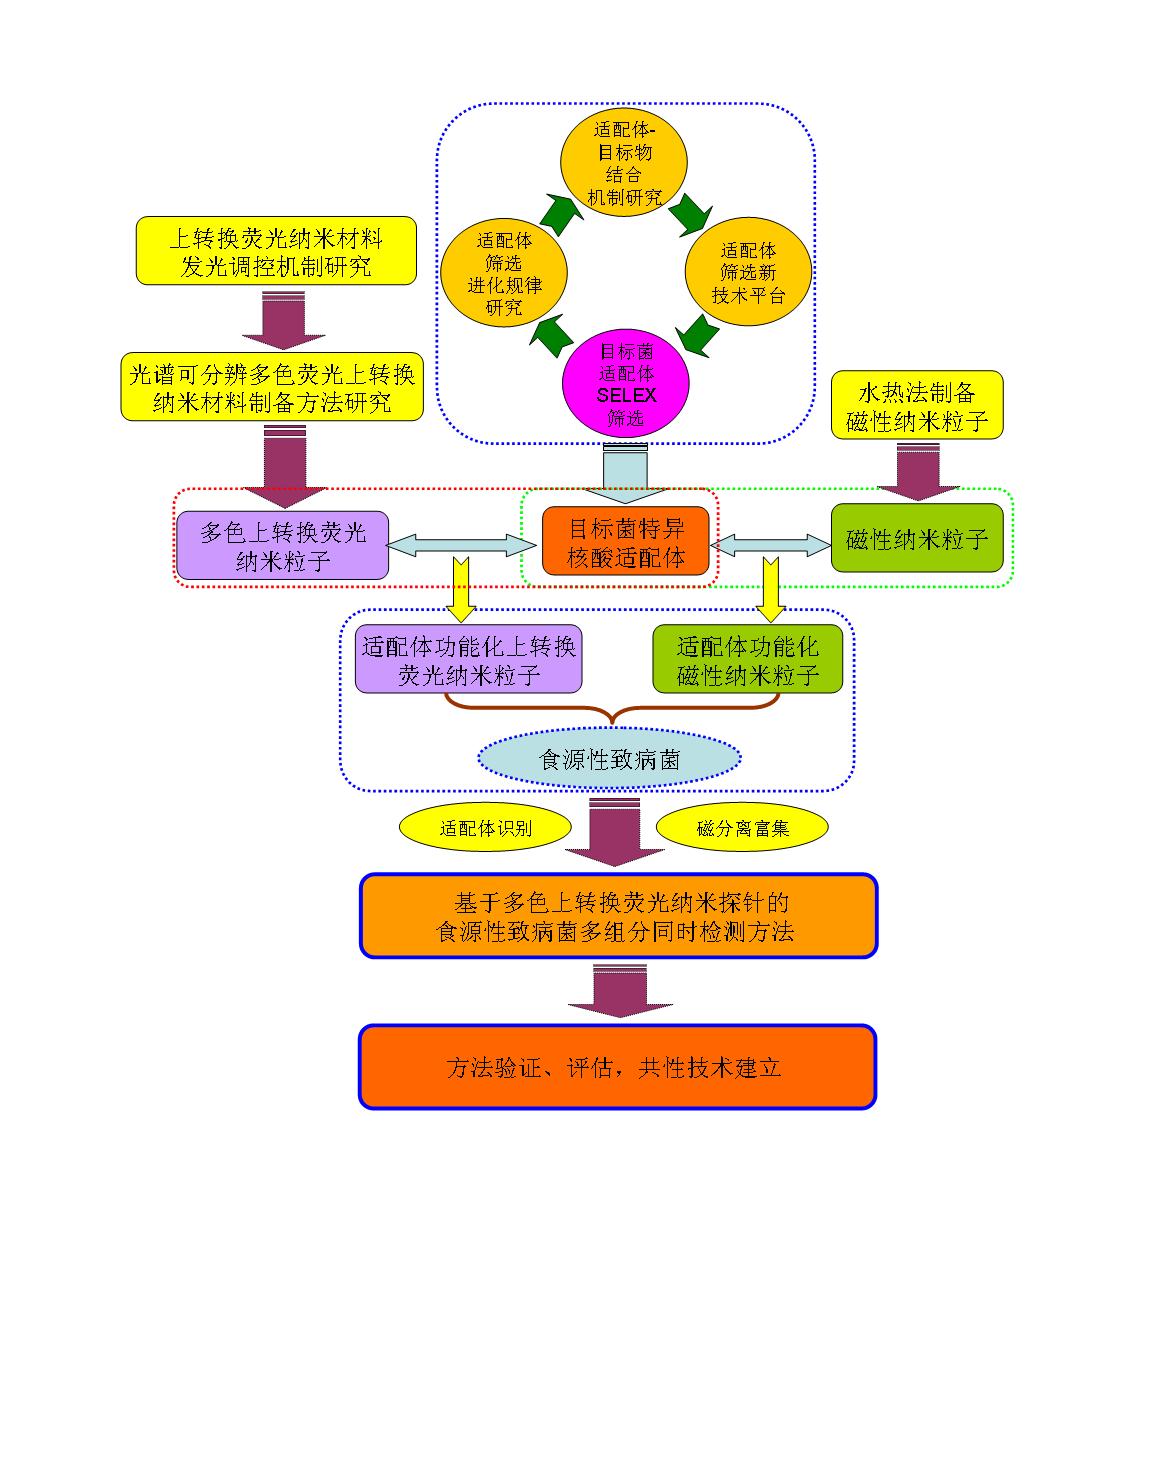 适配体-
目标物
结合
机制研究
上转换荧光纳米材料
发光调控机制研究
适配体
筛选
进化规律
研究
适配体
筛选新
技术平台
光谱可分辨多色荧光上转换
纳米材料制备方法研究
目标菌
适配体
SELEX
筛选
水热法制备
磁性纳米粒子
多色上转换荧光
纳米粒子
目标菌特异
核酸适配体
磁性纳米粒子
适配体功能化上转换
荧光纳米粒子
适配体功能化
磁性纳米粒子
食源性致病菌
适配体识别
磁分离富集
基于多色上转换荧光纳米探针的
食源性致病菌多组分同时检测方法
方法验证、评估，共性技术建立